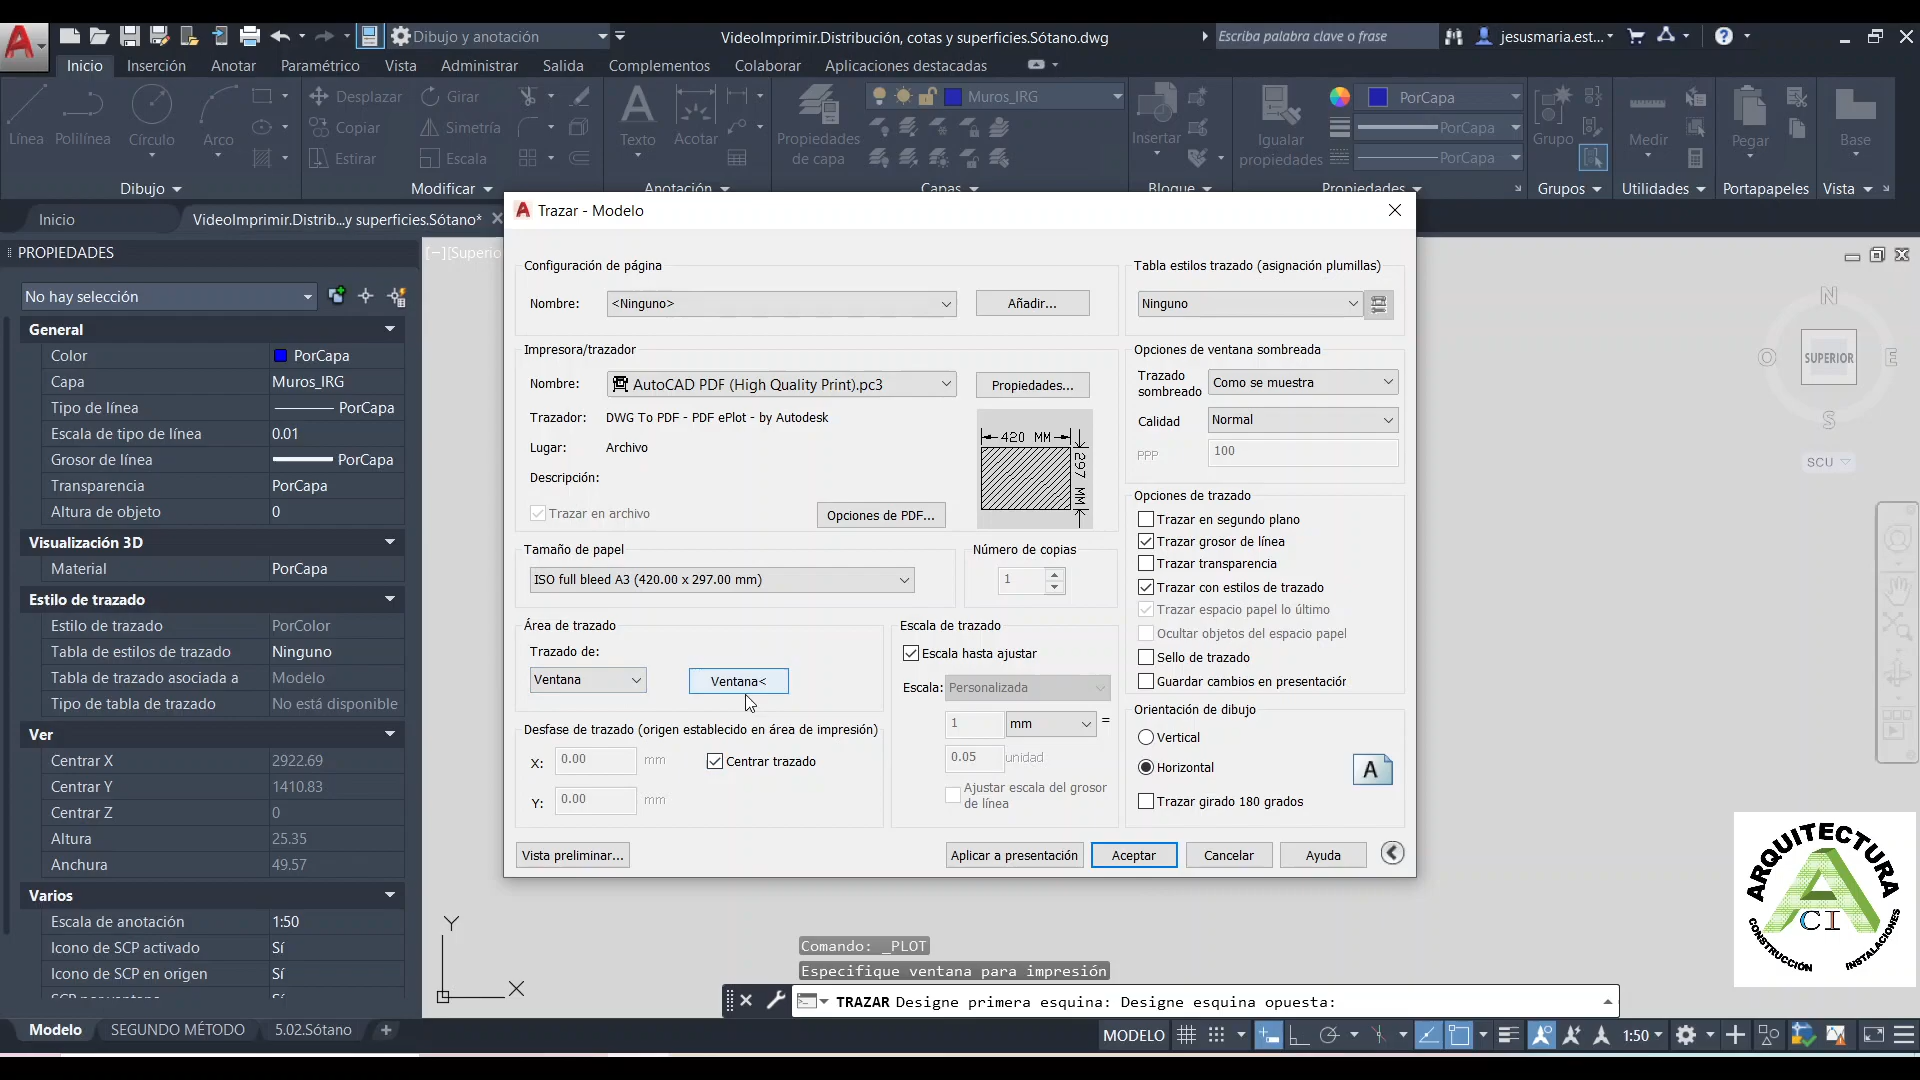 Dibujo y anotación
VideoImprimir.Distribución, cotas y superficies.Sótano.dwg
Escriba palabra clave o frase
jesusmaria.est...
Inicio Inserción Anotar Paramétrico Vista Administrar Salida Complementos Colaborar Aplicaciones destacadas
Línea Polilínea Círculo Arco
Desplazar Girar
Copiar Simetría
Estirar Escala
Texto Acotar
Propiedades de capa
Muros_IRG
Insertar
Igualar propiedades
PorCapa
PorCapa
PorCapa
Grupo Medir Pegar Base
Dibujo Modificar Anotación Capas Bloque Propiedades Grupos Utilidades Portapapeles Vista
Inicio VideoImprimir.Distrib...y superficies.Sótano*
PROPIEDADES
No hay selección
General
Color PorCapa
Capa Muros_IRG
Tipo de línea PorCapa
Escala de tipo de línea 0.01
Grosor de línea PorCapa
Transparencia PorCapa
Altura de objeto 0
Visualización 3D
Material PorCapa
Estilo de trazado
Estilo de trazado PorColor
Tabla de estilos de trazado Ninguno
Tabla de trazado asociada a Modelo
Tipo de tabla de trazado No está disponible
Ver
Centrar X 2922.69
Centrar Y 1410.83
Centrar Z 0
Altura 25.35
Anchura 49.57
Varios
Escala de anotación 1:50
Icono de SCP activado Sí
Icono de SCP en origen Sí
[−][Superio
Trazar - Modelo
Configuración de página
Nombre: <Ninguno> Añadir...
Impresora/trazador
Nombre: AutoCAD PDF (High Quality Print).pc3 Propiedades...
Trazador: DWG To PDF - PDF ePlot - by Autodesk
Lugar: Archivo
Descripción:
Trazar en archivo Opciones de PDF...
420 MM
297 MM
Tamaño de papel
ISO full bleed A3 (420.00 x 297.00 mm)
Número de copias
1
Área de trazado
Trazado de:
Ventana Ventana<
Desfase de trazado (origen establecido en área de impresión)
X: 0.00 mm Centrar trazado
Y: 0.00 mm
Escala de trazado
Escala hasta ajustar
Escala: Personalizada
1 mm =
0.05 unidad
Ajustar escala del grosor
de línea
Tabla estilos trazado (asignación plumillas)
Ninguno
Opciones de ventana sombreada
Trazado
sombreado Como se muestra
Calidad Normal
PPP 100
Opciones de trazado
Trazar en segundo plano
Trazar grosor de línea
Trazar transparencia
Trazar con estilos de trazado
Trazar espacio papel lo último
Ocultar objetos del espacio papel
Sello de trazado
Guardar cambios en presentación
Orientación de dibujo
Vertical
Horizontal
A
Trazar girado 180 grados
Vista preliminar... Aplicar a presentación Aceptar Cancelar Ayuda
N
O SUPERIOR E
S
SCU
Y
X
Comando: _PLOT
Especifique ventana para impresión
TRAZAR Designe primera esquina: Designe esquina opuesta:
ARQUITECTURA
CI
CONSTRUCCIÓN INSTALACIONES
Modelo SEGUNDO MÉTODO 5.02.Sótano +
MODELO 1:50